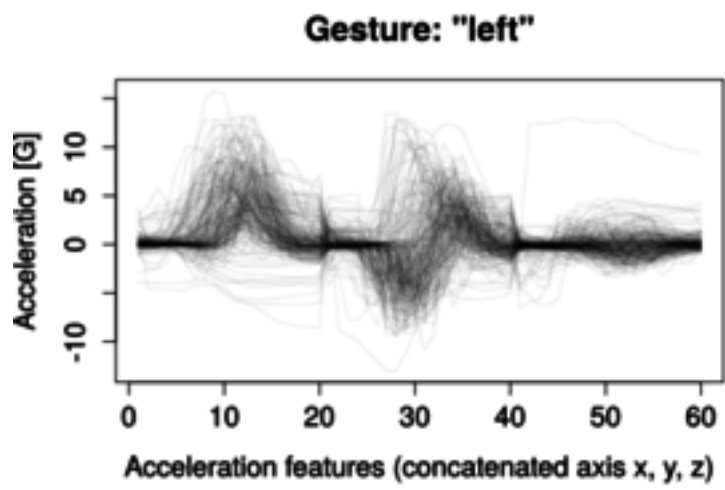 Gesture: "left"
Acceleration [G]
10
5
0
-10
0 10 20 30 40 50 60
Acceleration features (concatenated axis x, y, z)